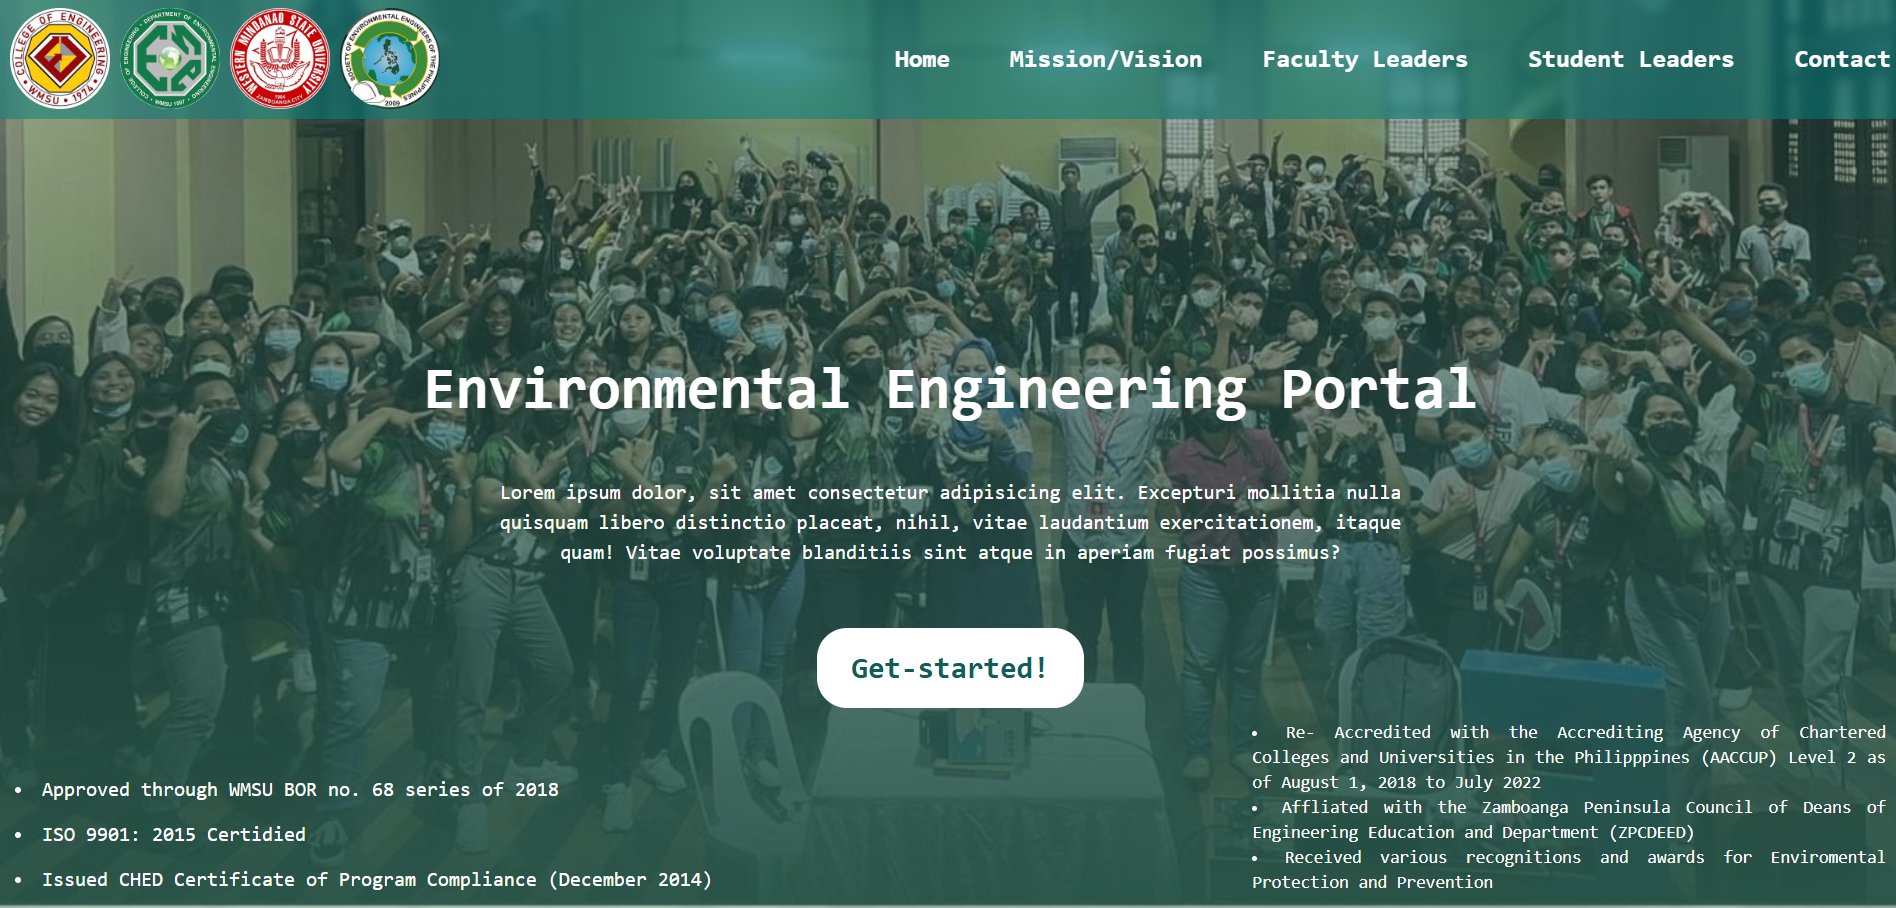 COLLEGE OF ENGINEERING
WMSU • 1974
DEPARTMENT OF ENVIRONMENTAL ENGINEERING
COLLEGE OF ENGINEERING
WMSU 1997
WESTERN MINDANAO STATE UNIVERSITY
1904
ZAMBOANGA CITY
SOCIETY OF ENVIRONMENTAL ENGINEERS OF THE PHILIPPINES
2009
Home Mission/Vision Faculty Leaders Student Leaders Contact
Environmental Engineering Portal
Lorem ipsum dolor, sit amet consectetur adipisicing elit. Excepturi mollitia nulla
quisquam libero distinctio placeat, nihil, vitae laudantium exercitationem, itaque
quam! Vitae voluptate blanditiis sint atque in aperiam fugiat possimus?
Get-started!
• Approved through WMSU BOR no. 68 series of 2018
• ISO 9901: 2015 Certidied
• Issued CHED Certificate of Program Compliance (December 2014)
• Re- Accredited with the Accrediting Agency of Chartered
Colleges and Universities in the Philipppines (AACCUP) Level 2 as
of August 1, 2018 to July 2022
• Affliated with the Zamboanga Peninsula Council of Deans of
Engineering Education and Department (ZPCDEED)
• Received various recognitions and awards for Enviromental
Protection and Prevention